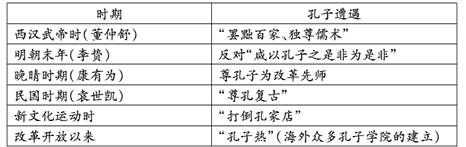 时期 孔子遭遇
西汉武帝时(董仲舒) “罢黜百家、独尊儒术”
明朝末年(李贽) 反对“咸以孔子之是非为是非”
晚晴时期(康有为) 尊孔子为改革先师
民国时期(袁世凯) “尊孔复古”
新文化运动时 “打倒孔家店”
改革开放以来 “孔子热”(海外众多孔子学院的建立)